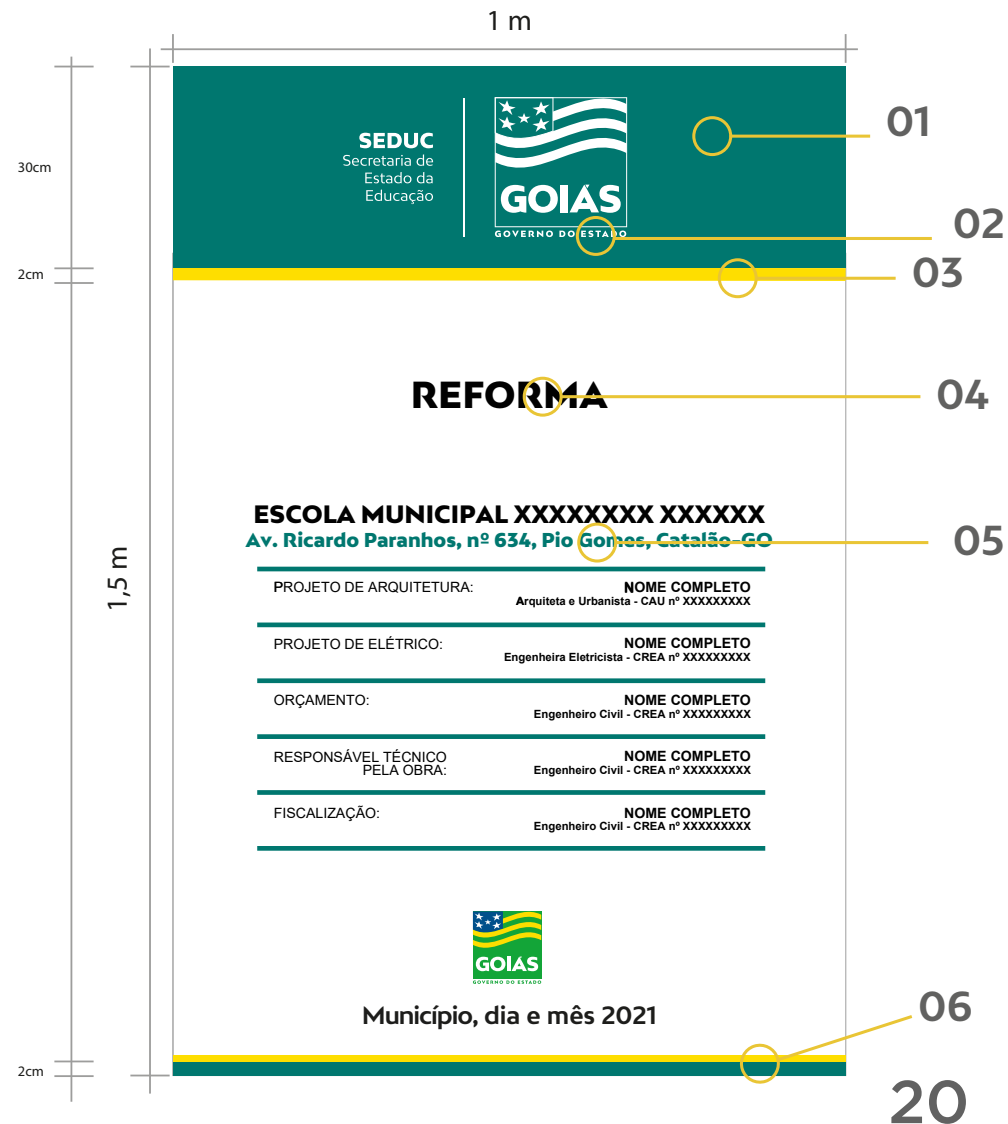 1 m
30cm
2cm
1,5 m
2cm
SEDUC
Secretaria de
Estado da
Educação
GOIÁS
GOVERNO DO ESTADO
01
02
03
REFORMA
04
ESCOLA MUNICIPAL XXXXXXXX XXXXXX
Av. Ricardo Paranhos, nº 634, Pio Gomes, Catalão-GO
05
PROJETO DE ARQUITETURA:
NOME COMPLETO
Arquiteta e Urbanista - CAU nº XXXXXXXXX
PROJETO DE ELÉTRICO:
NOME COMPLETO
Engenheira Eletricista - CREA nº XXXXXXXXX
ORÇAMENTO:
NOME COMPLETO
Engenheiro Civil - CREA nº XXXXXXXXX
RESPONSÁVEL TÉCNICO
PELA OBRA:
NOME COMPLETO
Engenheiro Civil - CREA nº XXXXXXXXX
FISCALIZAÇÃO:
NOME COMPLETO
Engenheiro Civil - CREA nº XXXXXXXXX
GOIÁS
GOVERNO DO ESTADO
Município, dia e mês 2021
06
20